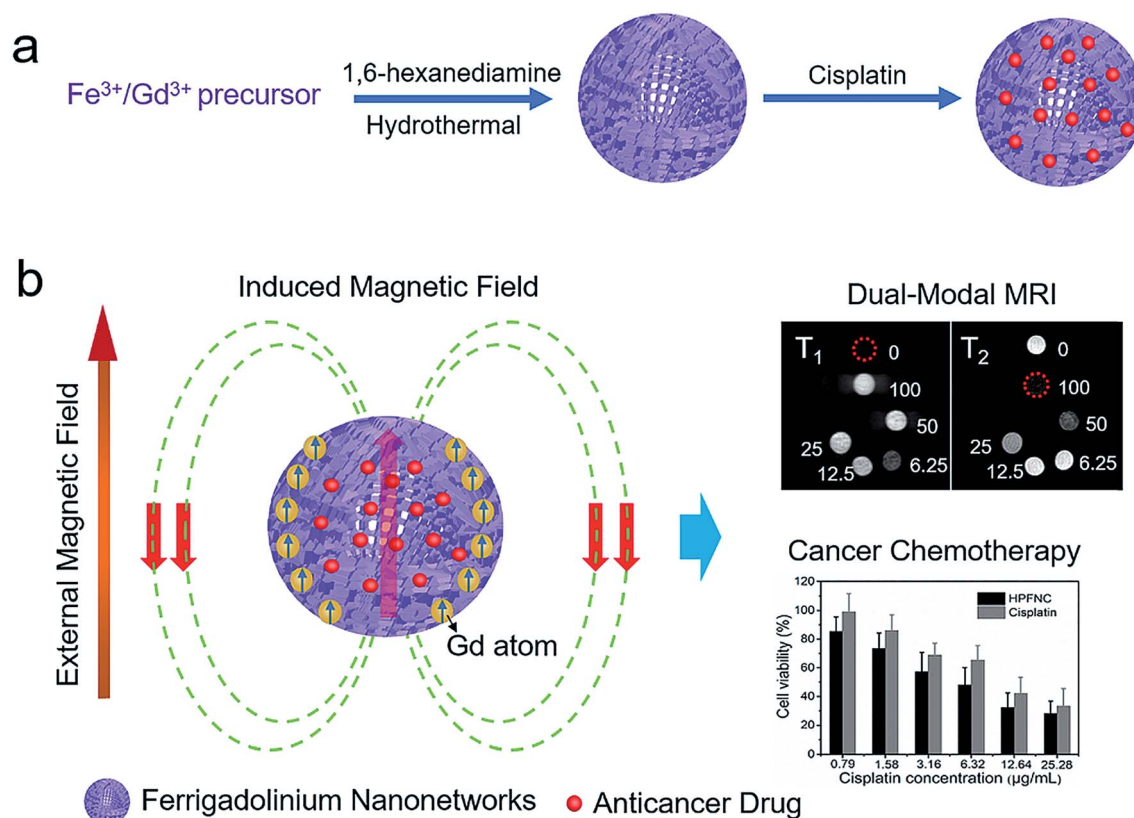 a
Fe³⁺/Gd³⁺ precursor
1,6-hexanediamine
Hydrothermal
Cisplatin
b
External Magnetic Field
Induced Magnetic Field
Gd atom
Dual-Modal MRI
T₁
0
100
50
25
12.5
6.25
T₂
0
100
50
25
12.5
6.25
Cancer Chemotherapy
HPFNC
Cisplatin
Cell viability (%)
120
100
80
60
40
20
0
0.79 1.58 3.16 6.32 12.64 25.28
Cisplatin concentration (μg/mL)
Ferrigadolinium Nanonetworks
Anticancer Drug